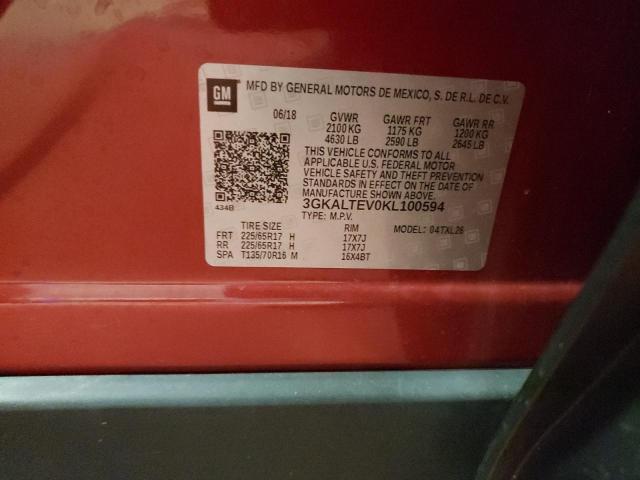 GM MFD BY GENERAL MOTORS DE MEXICO, S. DE R.L. DE C.V.
06/18 GVWR GAWR FRT GAWR RR
2100 KG 1175 KG 1200 KG
4630 LB 2590 LB 2645 LB
THIS VEHICLE CONFORMS TO ALL
APPLICABLE U.S. FEDERAL MOTOR
VEHICLE SAFETY AND THEFT PREVENTION
STANDARDS IN EFFECT ON THE DATE OF
MANUFACTURE SHOWN ABOVE.
434B 3GKALTEV0KL100594
TYPE: M.P.V. MODEL: 04TXL26
TIRE SIZE RIM
FRT 225/65R17 H 17X7J
RR 225/65R17 H 17X7J
SPA T135/70R16 M 16X4BT